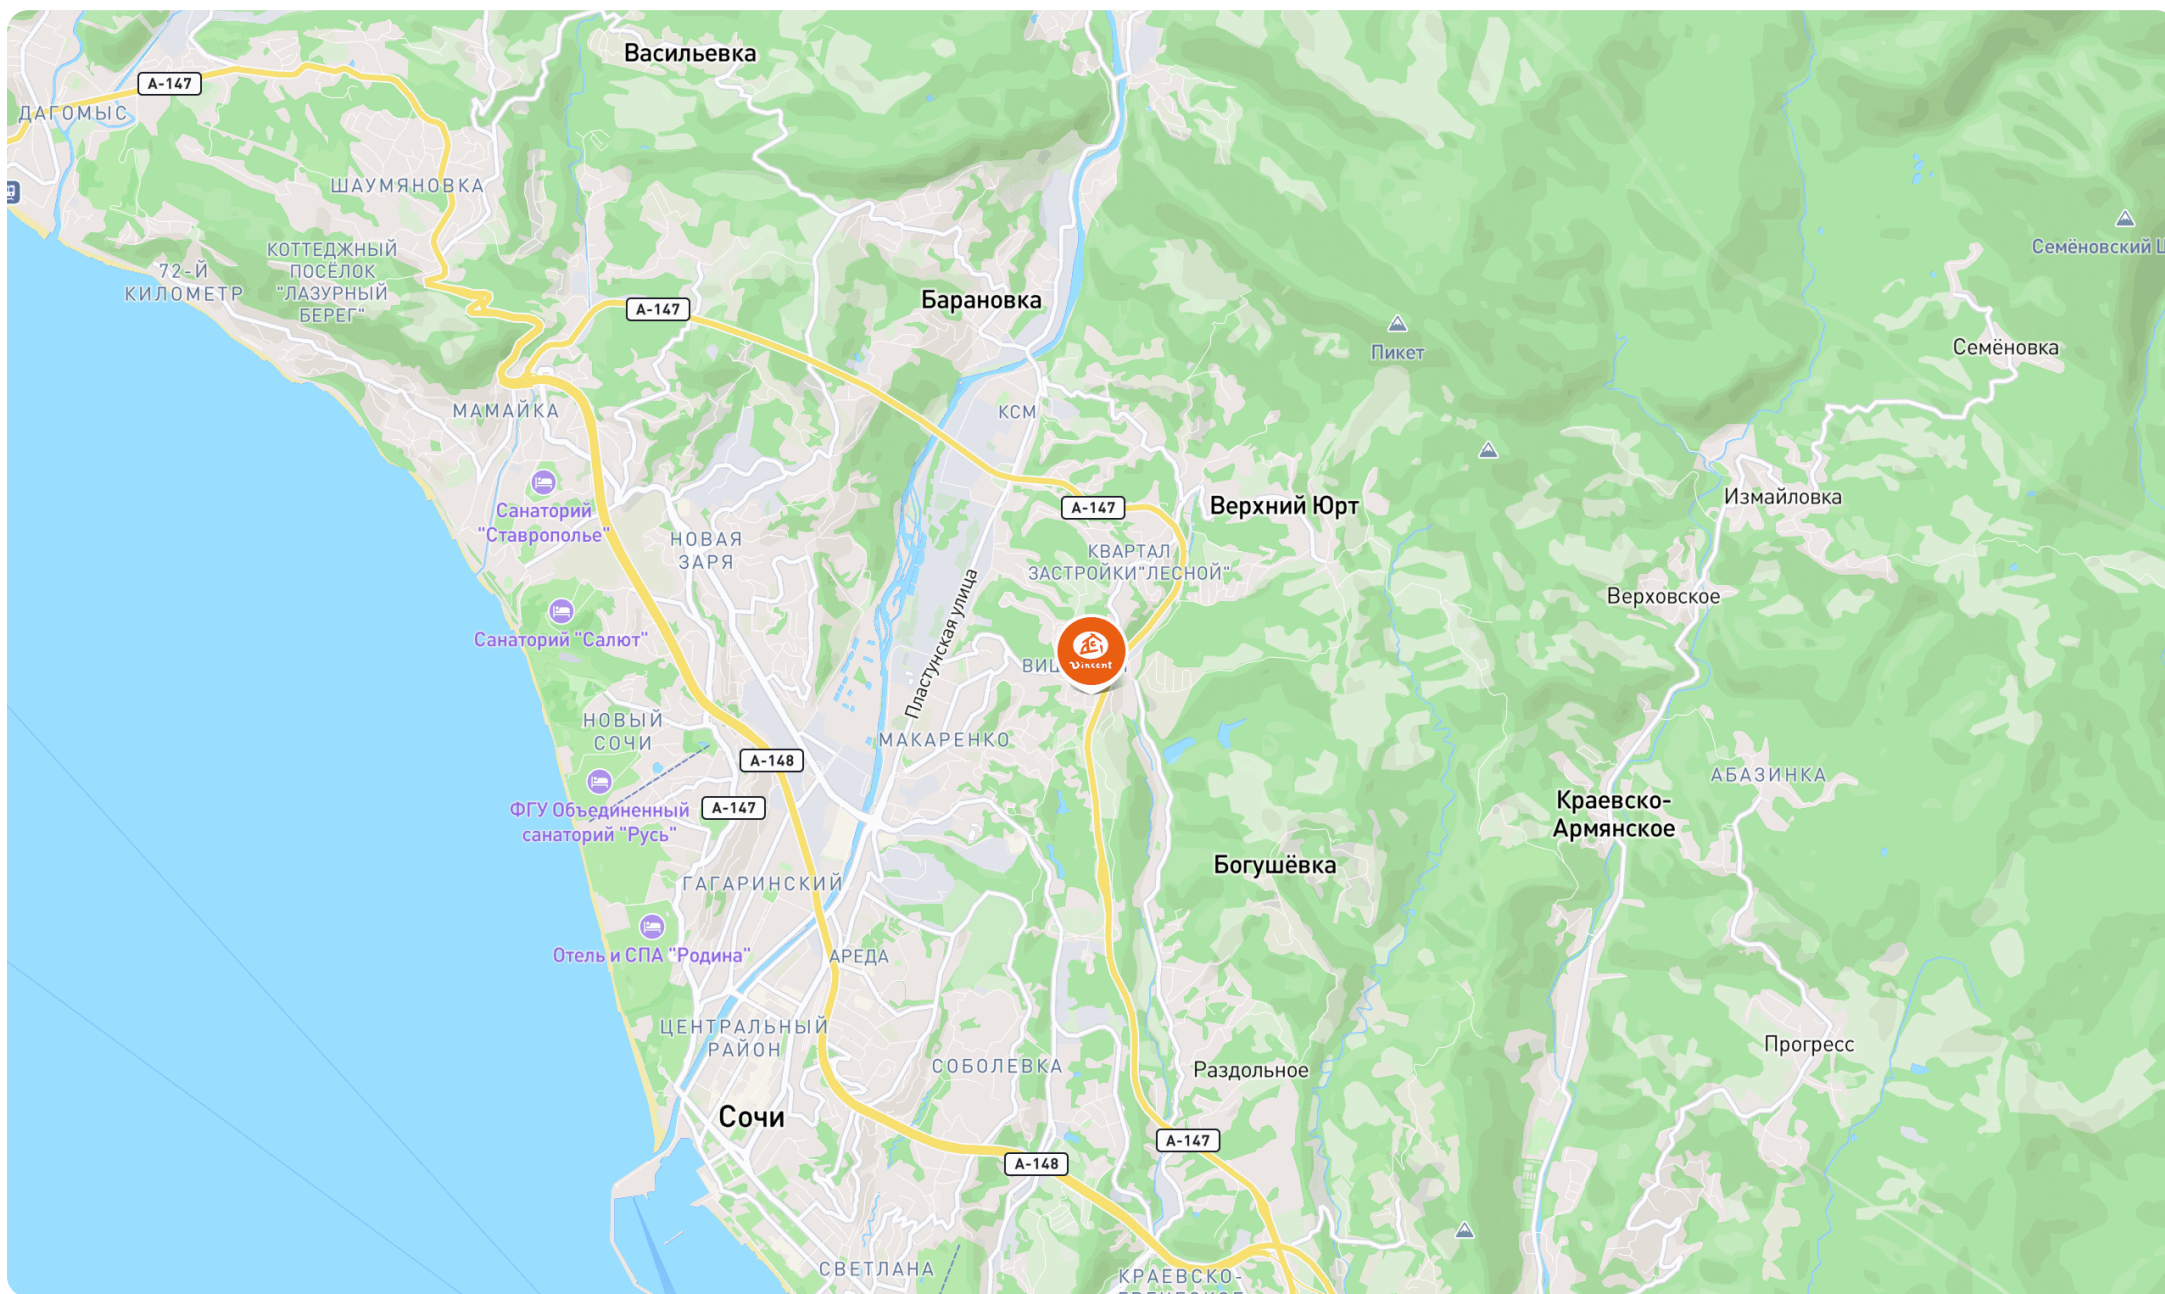 Васильевка
А-147
ДАГОМЫС
ШАУМЯНОВКА
Семёновский
КОТТЕДЖНЫЙ
ПОСЁЛОК
"ЛАЗУРНЫЙ
БЕРЕГ"
72-Й
КИЛОМЕТР
А-147
Барановка
Пикет
Семёновка
МАМАЙКА
КСМ
Санаторий
"Ставрополье"
А-147
Верхний Юрт
Измайловка
НОВАЯ
ЗАРЯ
КВАРТАЛ
ЗАСТРОЙКИ"ЛЕСНОЙ"
Верховское
Санаторий "Салют"
Пластунская улица
Vincent
НОВЫЙ
СОЧИ
МАКАРЕНКО
А-148
АБАЗИНКА
А-147
ФГУ Объединенный
санаторий "Русь"
Краевско-
Армянское
Богушёвка
ГАГАРИНСКИЙ
Отель и СПА "Родина"
АРЕДА
ЦЕНТРАЛЬНЫЙ
РАЙОН
СОБОЛЕВКА
Раздольное
Прогресс
Сочи
А-147
А-148
СВЕТЛАНА
КРАЕВСКО-